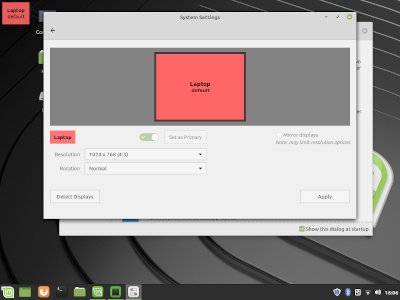 Laptop
default
System Settings
Laptop
default
Laptop
Set as Primary
Mirror displays
Note: may limit resolution options
Resolution
1024 x 768 (4:3)
Rotation
Normal
Detect Displays
Apply
Show this dialog at startup
16:06